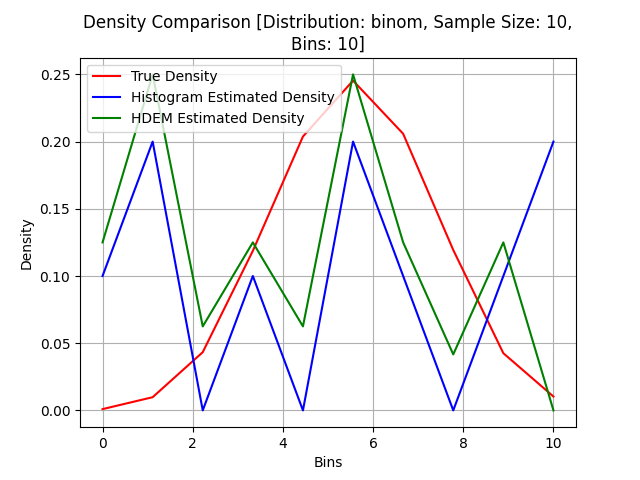 Density Comparison [Distribution: binom, Sample Size: 10,
Bins: 10]
True Density
Histogram Estimated Density
HDEM Estimated Density
Density
0.25
0.20
0.15
0.10
0.05
0.00
0 2 4 6 8 10
Bins